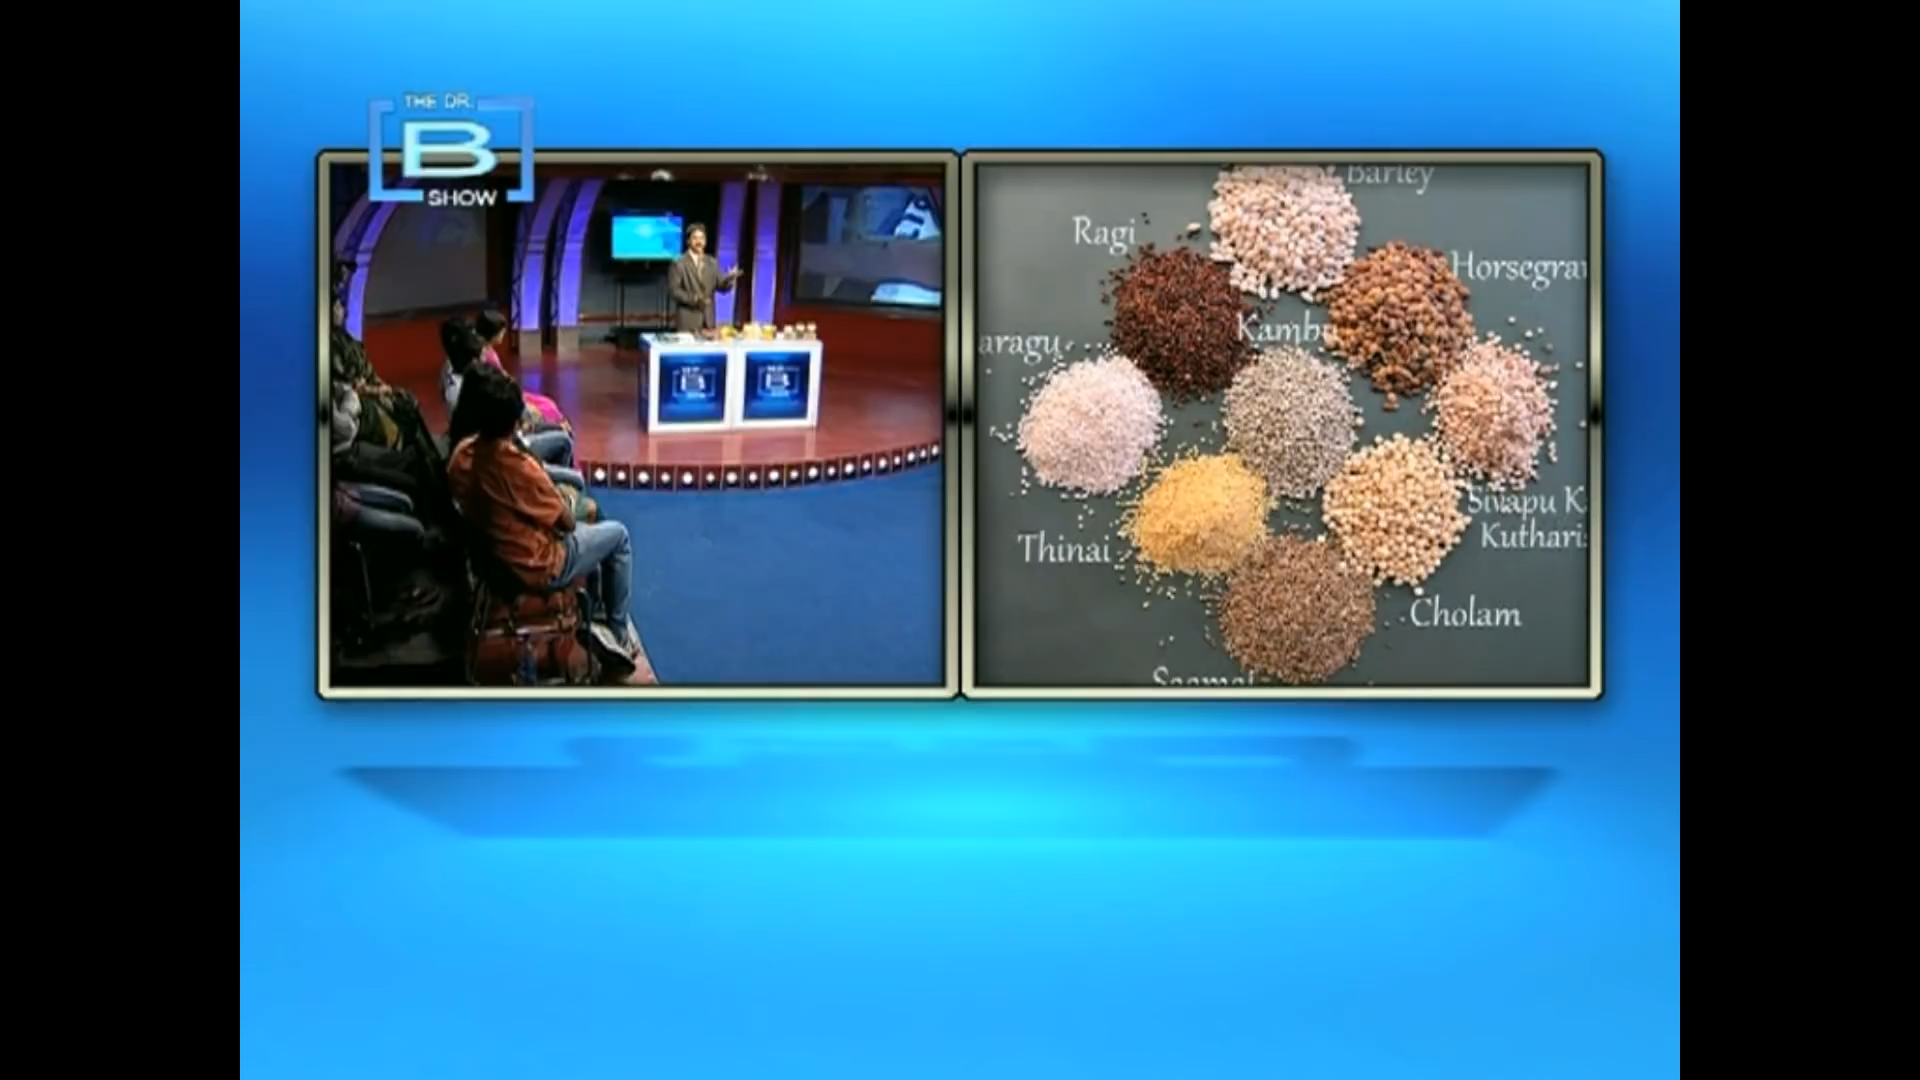 THE DR.
B
SHOW
Barley
Ragi
Horsegra
Kambu
aragu
Sivapu K
Kuthari
Thinai
Cholam